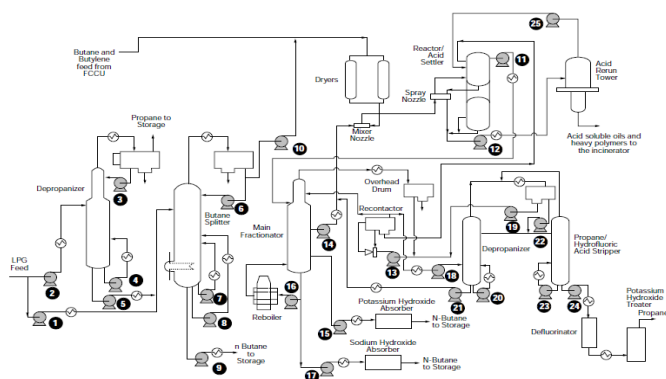 Butane and
Butylene feed from
FCCU
Propane to
Storage
Depropanizer
LPG
Feed
1
2
3
4
5
Butane
Splitter
6
7
8
9
n Butane
to
Storage
10
Dryers
Mixer
Nozzle
Reactor/
Acid
Settler
Spray
Nozzle
11
12
25
Acid
Rerun
Tower
Acid soluble oils and
heavy polymers to
the incinerator
Main
Fractionator
Overhead
Drum
Recontactor
13
14
15
16
17
Reboiler
Potassium Hydroxide
Absorber
N-Butane
to Storage
Sodium Hydroxide
Absorber
N-Butane
to Storage
18
19
20
21
22
Depropanizer
Propane/
Hydrofluoric
Acid Stripper
23
24
Defluorinator
Potassium
Hydroxide
Treater
Propane